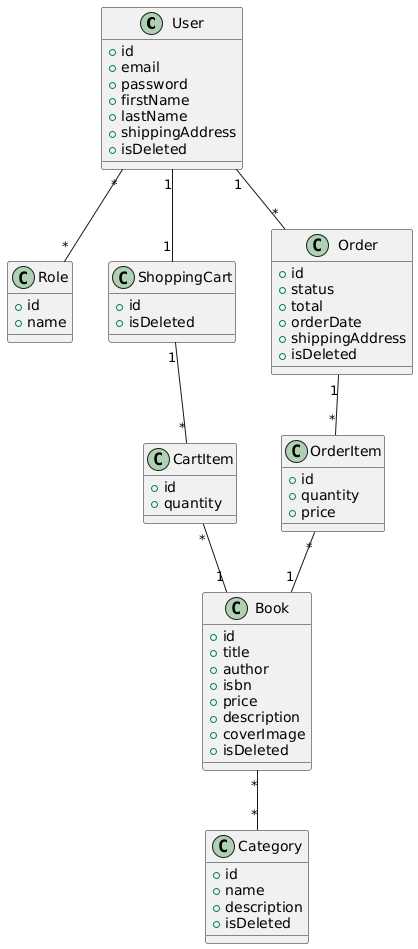 C User
id
email
password
firstName
lastName
shippingAddress
isDeleted
* 1 1
* 1 *
C Role
id
name
C ShoppingCart
id
isDeleted
C Order
id
status
total
orderDate
shippingAddress
isDeleted
1 1
* *
C CartItem
id
quantity
C OrderItem
id
quantity
price
* *
1 1
C Book
id
title
author
isbn
price
description
coverImage
isDeleted
*
*
C Category
id
name
description
isDeleted